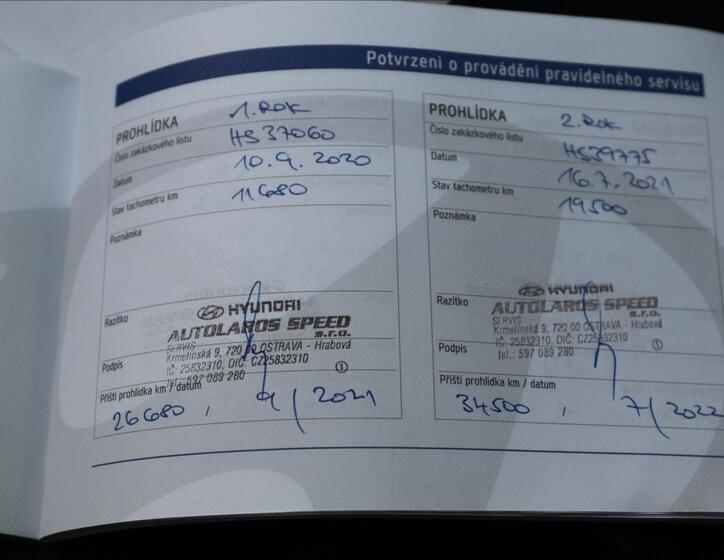 Potvrzení o provádění pravidelného servisu
PROHLÍDKA 1. ROK
Číslo zakázkového listu HS37060
Datum 10.9.2020
Stav tachometru km 11680
Poznámka
Razítko HYUNDAI
AUTOLAROS SPEED
s.r.o.
SERVIS
Krmelínská 9, 720 00 OSTRAVA - Hrabová
Podpis IČ: 25832310, DIČ: CZ25832310
tel.: 597 089 280 1
Příští prohlídka km / datum
26680, 9/2021
PROHLÍDKA 2. ROK
Číslo zakázkového listu HS39775
Datum 16.7.2021
Stav tachometru km 19500
Poznámka
Razítko HYUNDAI
AUTOLAROS SPEED
s.r.o.
SERVIS
Krmelínská 9, 720 00 OSTRAVA - Hrabová
Podpis IČ: 25832310, DIČ: CZ25832310
tel.: 597 089 280 1
Příští prohlídka km / datum
34500, 7/2022